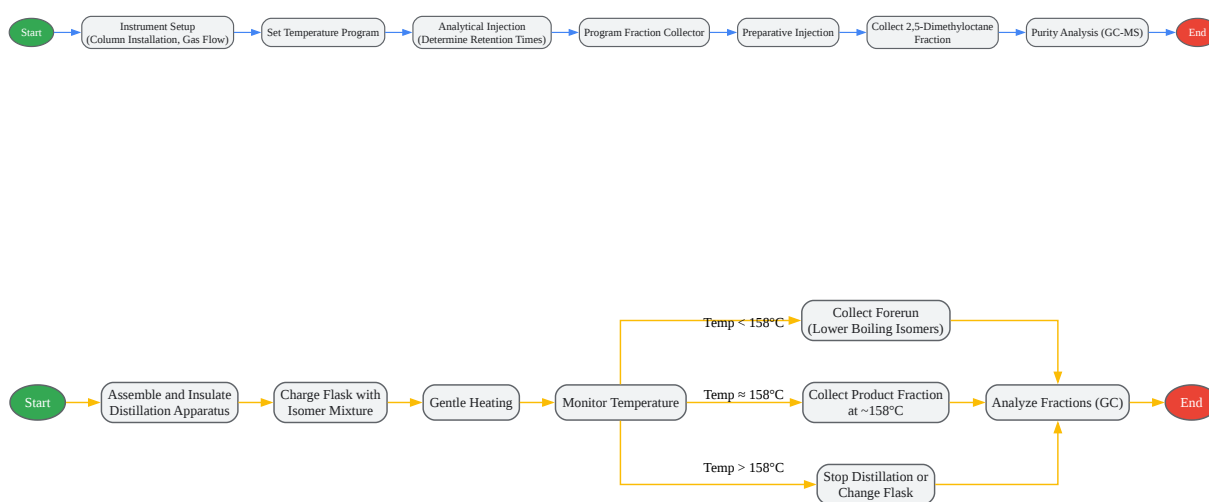 Start
Instrument Setup
(Column Installation, Gas Flow)
Set Temperature Program
Analytical Injection
(Determine Retention Times)
Program Fraction Collector
Preparative Injection
Collect 2,5-Dimethyloctane
Fraction
Purity Analysis (GC-MS)
End
Start
Assemble and Insulate
Distillation Apparatus
Charge Flask with
Isomer Mixture
Gentle Heating
Monitor Temperature
Temp < 158°C
Collect Forerun
(Lower Boiling Isomers)
Temp ≈ 158°C
Collect Product Fraction
at ~158°C
Temp > 158°C
Stop Distillation or
Change Flask
Analyze Fractions (GC)
End